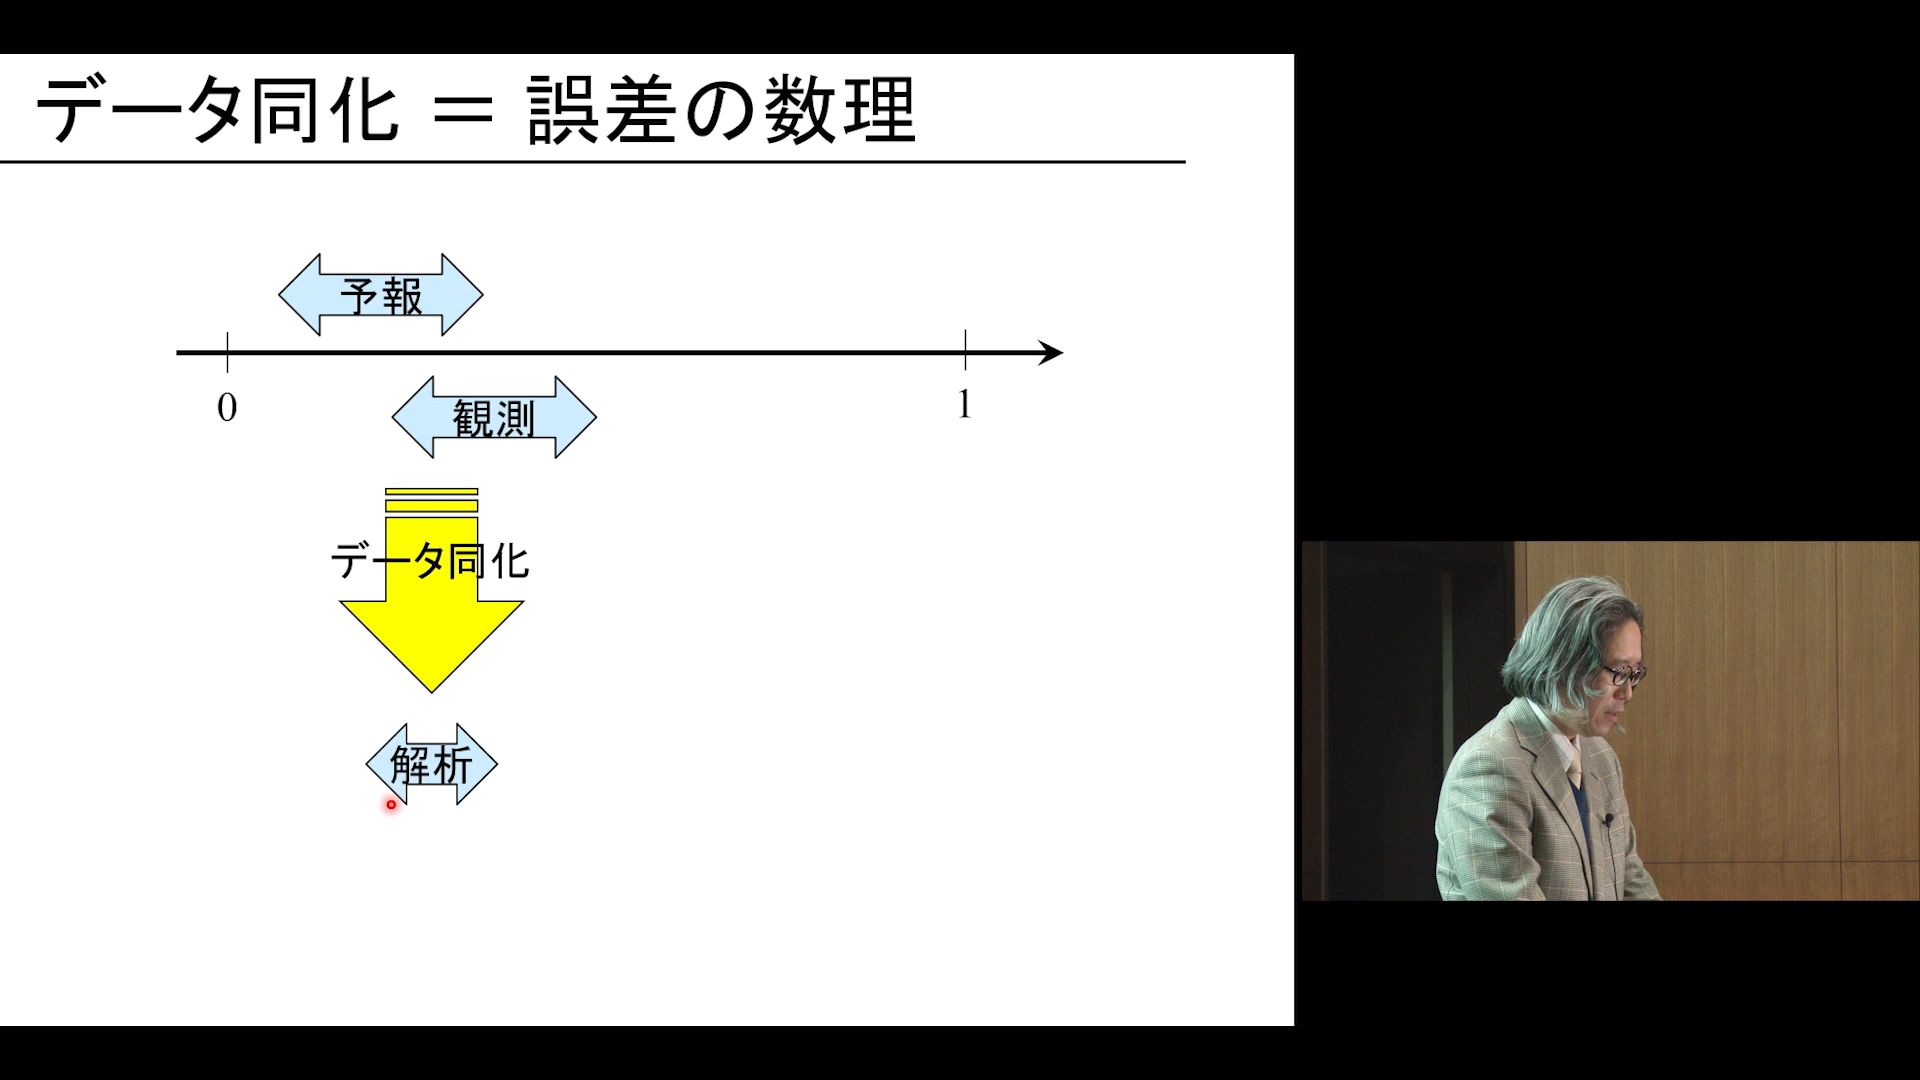 データ同化 = 誤差の数理
予報
0
1
観測
データ同化
解析